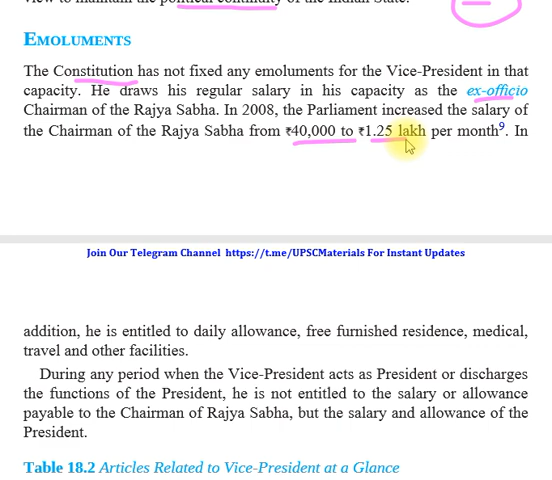 EMOLUMENTS
The Constitution has not fixed any emoluments for the Vice-President in that
capacity. He draws his regular salary in his capacity as the ex-officio
Chairman of the Rajya Sabha. In 2008, the Parliament increased the salary of
the Chairman of the Rajya Sabha from ₹40,000 to ₹1.25 lakh per month⁹. In
Join Our Telegram Channel https://t.me/UPSCMaterials For Instant Updates
addition, he is entitled to daily allowance, free furnished residence, medical,
travel and other facilities.
During any period when the Vice-President acts as President or discharges
the functions of the President, he is not entitled to the salary or allowance
payable to the Chairman of Rajya Sabha, but the salary and allowance of the
President.
Table 18.2 Articles Related to Vice-President at a Glance